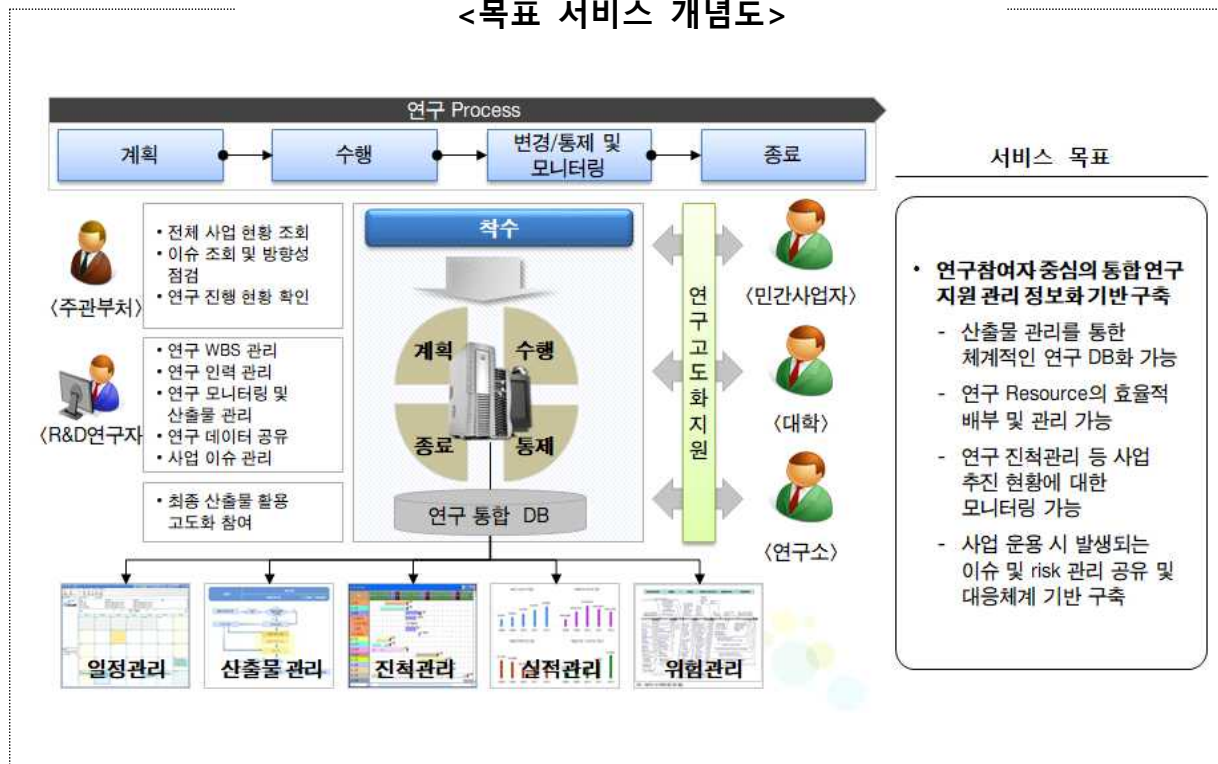 <목표 서비스 개념도>
연구 Process
계획
수행
변경/통제 및
모니터링
종료
<주관부처>
• 전체 사업 현황 조회
• 이슈 조회 및 방향성
점검
• 연구 진행 현황 확인
<R&D연구자
• 연구 WBS 관리
• 연구 인력 관리
• 연구 모니터링 및
산출물 관리
• 연구 데이터 공유
• 사업 이슈 관리
• 최종 산출물 활용
고도화 참여
착수
계획
수행
종료
통제
연구 통합 DB
연
구
고
도
화
지
원
<민간사업자>
<대학>
<연구소>
일정관리
산출물 관리
진척관리
실적관리
위험관리
서비스 목표
• 연구참여자 중심의 통합 연구
지원 관리 정보화 기반 구축
- 산출물 관리를 통한
체계적인 연구 DB화 가능
- 연구 Resource의 효율적
배부 및 관리 가능
- 연구 진척관리 등 사업
추진 현황에 대한
모니터링 가능
- 사업 운용 시 발생되는
이슈 및 risk 관리 공유 및
대응체계 기반 구축